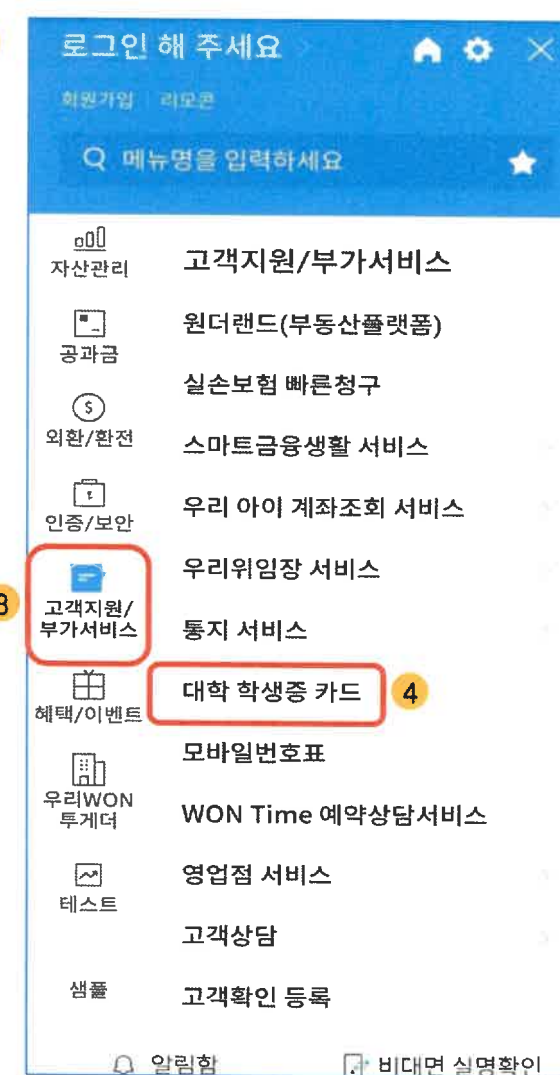 로그인 해 주세요
회원가입 리모콘
메뉴명을 입력하세요
자산관리
공과금
외환/환전
인증/보안
3
고객지원/
부가서비스
혜택/이벤트
우리WON
투게더
테스트
샘플
고객지원/부가서비스
원더랜드(부동산플랫폼)
실손보험 빠른청구
스마트금융생활 서비스
우리 아이 계좌조회 서비스
우리위임장 서비스
통지 서비스
대학 학생증 카드 4
모바일번호표
WON Time 예약상담서비스
영업점 서비스
고객상담
고객확인 등록
알림함 비대면 실명확인